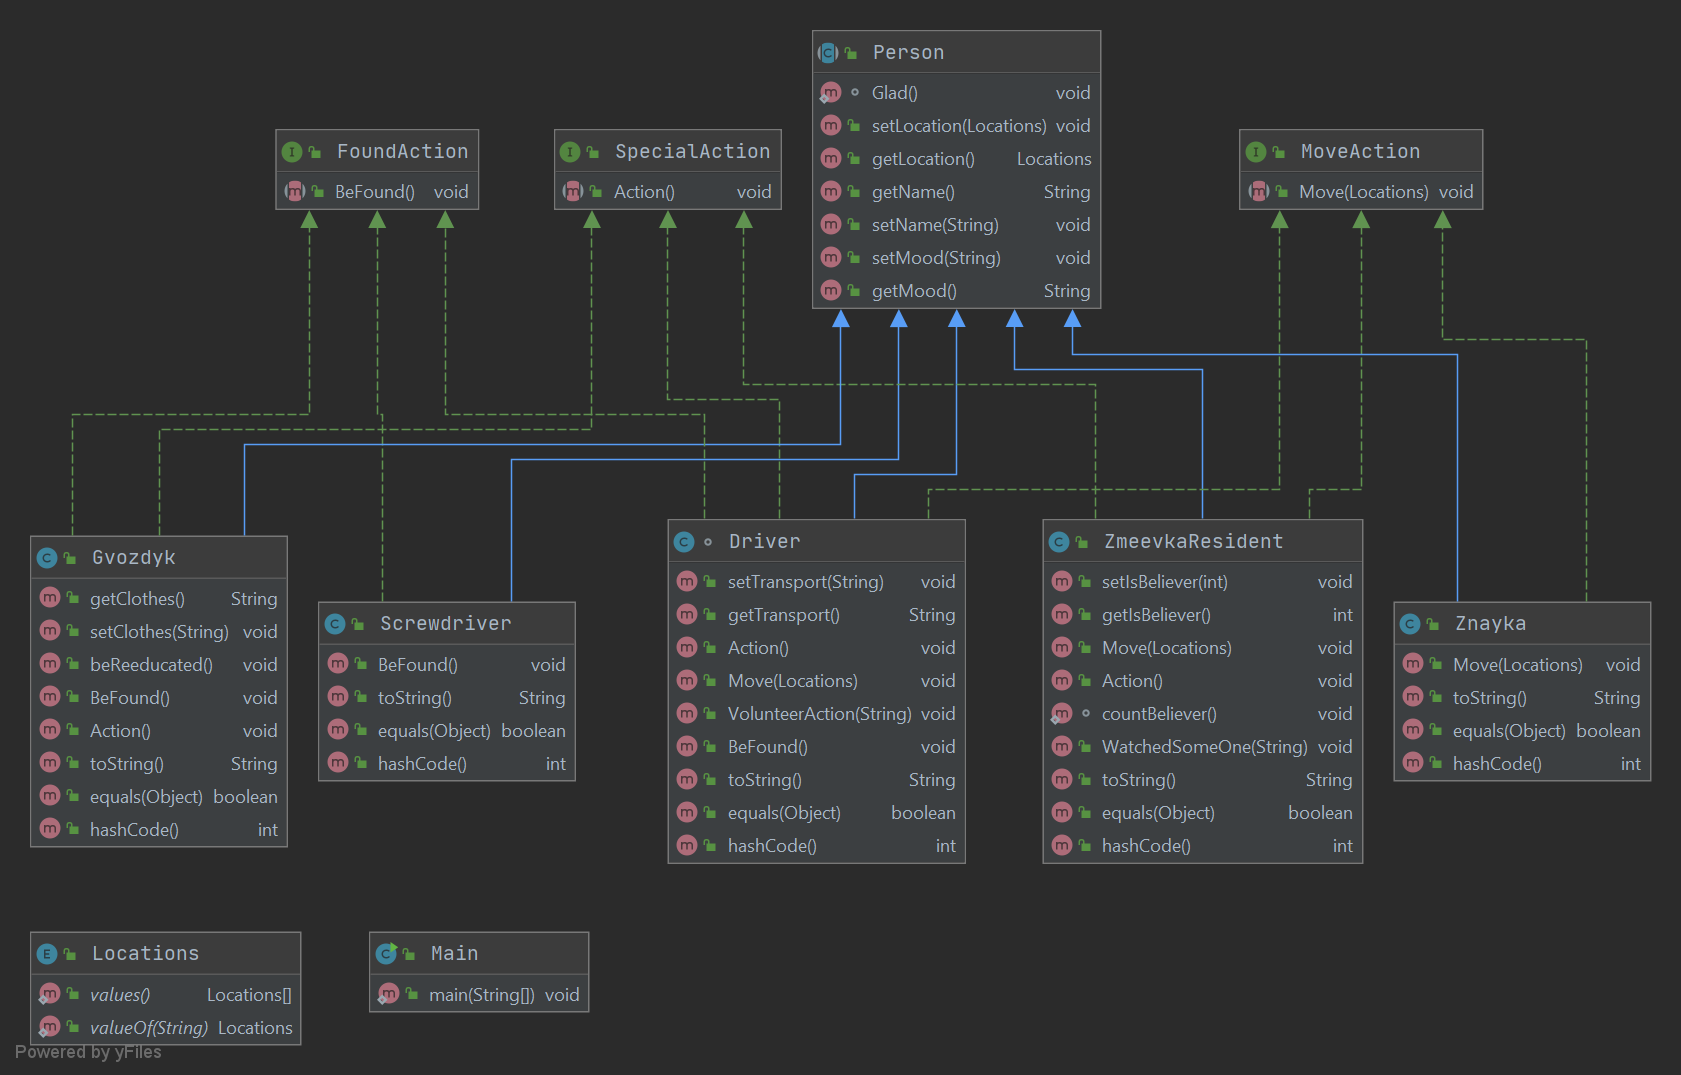 Person
Glad() void
setLocation(Locations) void
getLocation() Locations
getName() String
setName(String) void
setMood(String) void
getMood() String
FoundAction
BeFound() void
SpecialAction
Action() void
MoveAction
Move(Locations) void
Gvozdyk
getClothes() String
setClothes(String) void
beReeducated() void
BeFound() void
Action() void
toString() String
equals(Object) boolean
hashCode() int
Screwdriver
BeFound() void
toString() String
equals(Object) boolean
hashCode() int
Driver
setTransport(String) void
getTransport() String
Action() void
Move(Locations) void
VolunteerAction(String) void
BeFound() void
toString() String
equals(Object) boolean
hashCode() int
ZmeevkaResident
setIsBeliever(int) void
getIsBeliever() int
Move(Locations) void
Action() void
countBeliever() void
WatchedSomeOne(String) void
toString() String
equals(Object) boolean
hashCode() int
Znayka
Move(Locations) void
toString() String
equals(Object) boolean
hashCode() int
Locations
values() Locations[]
valueOf(String) Locations
Main
main(String[]) void
Powered by yFiles